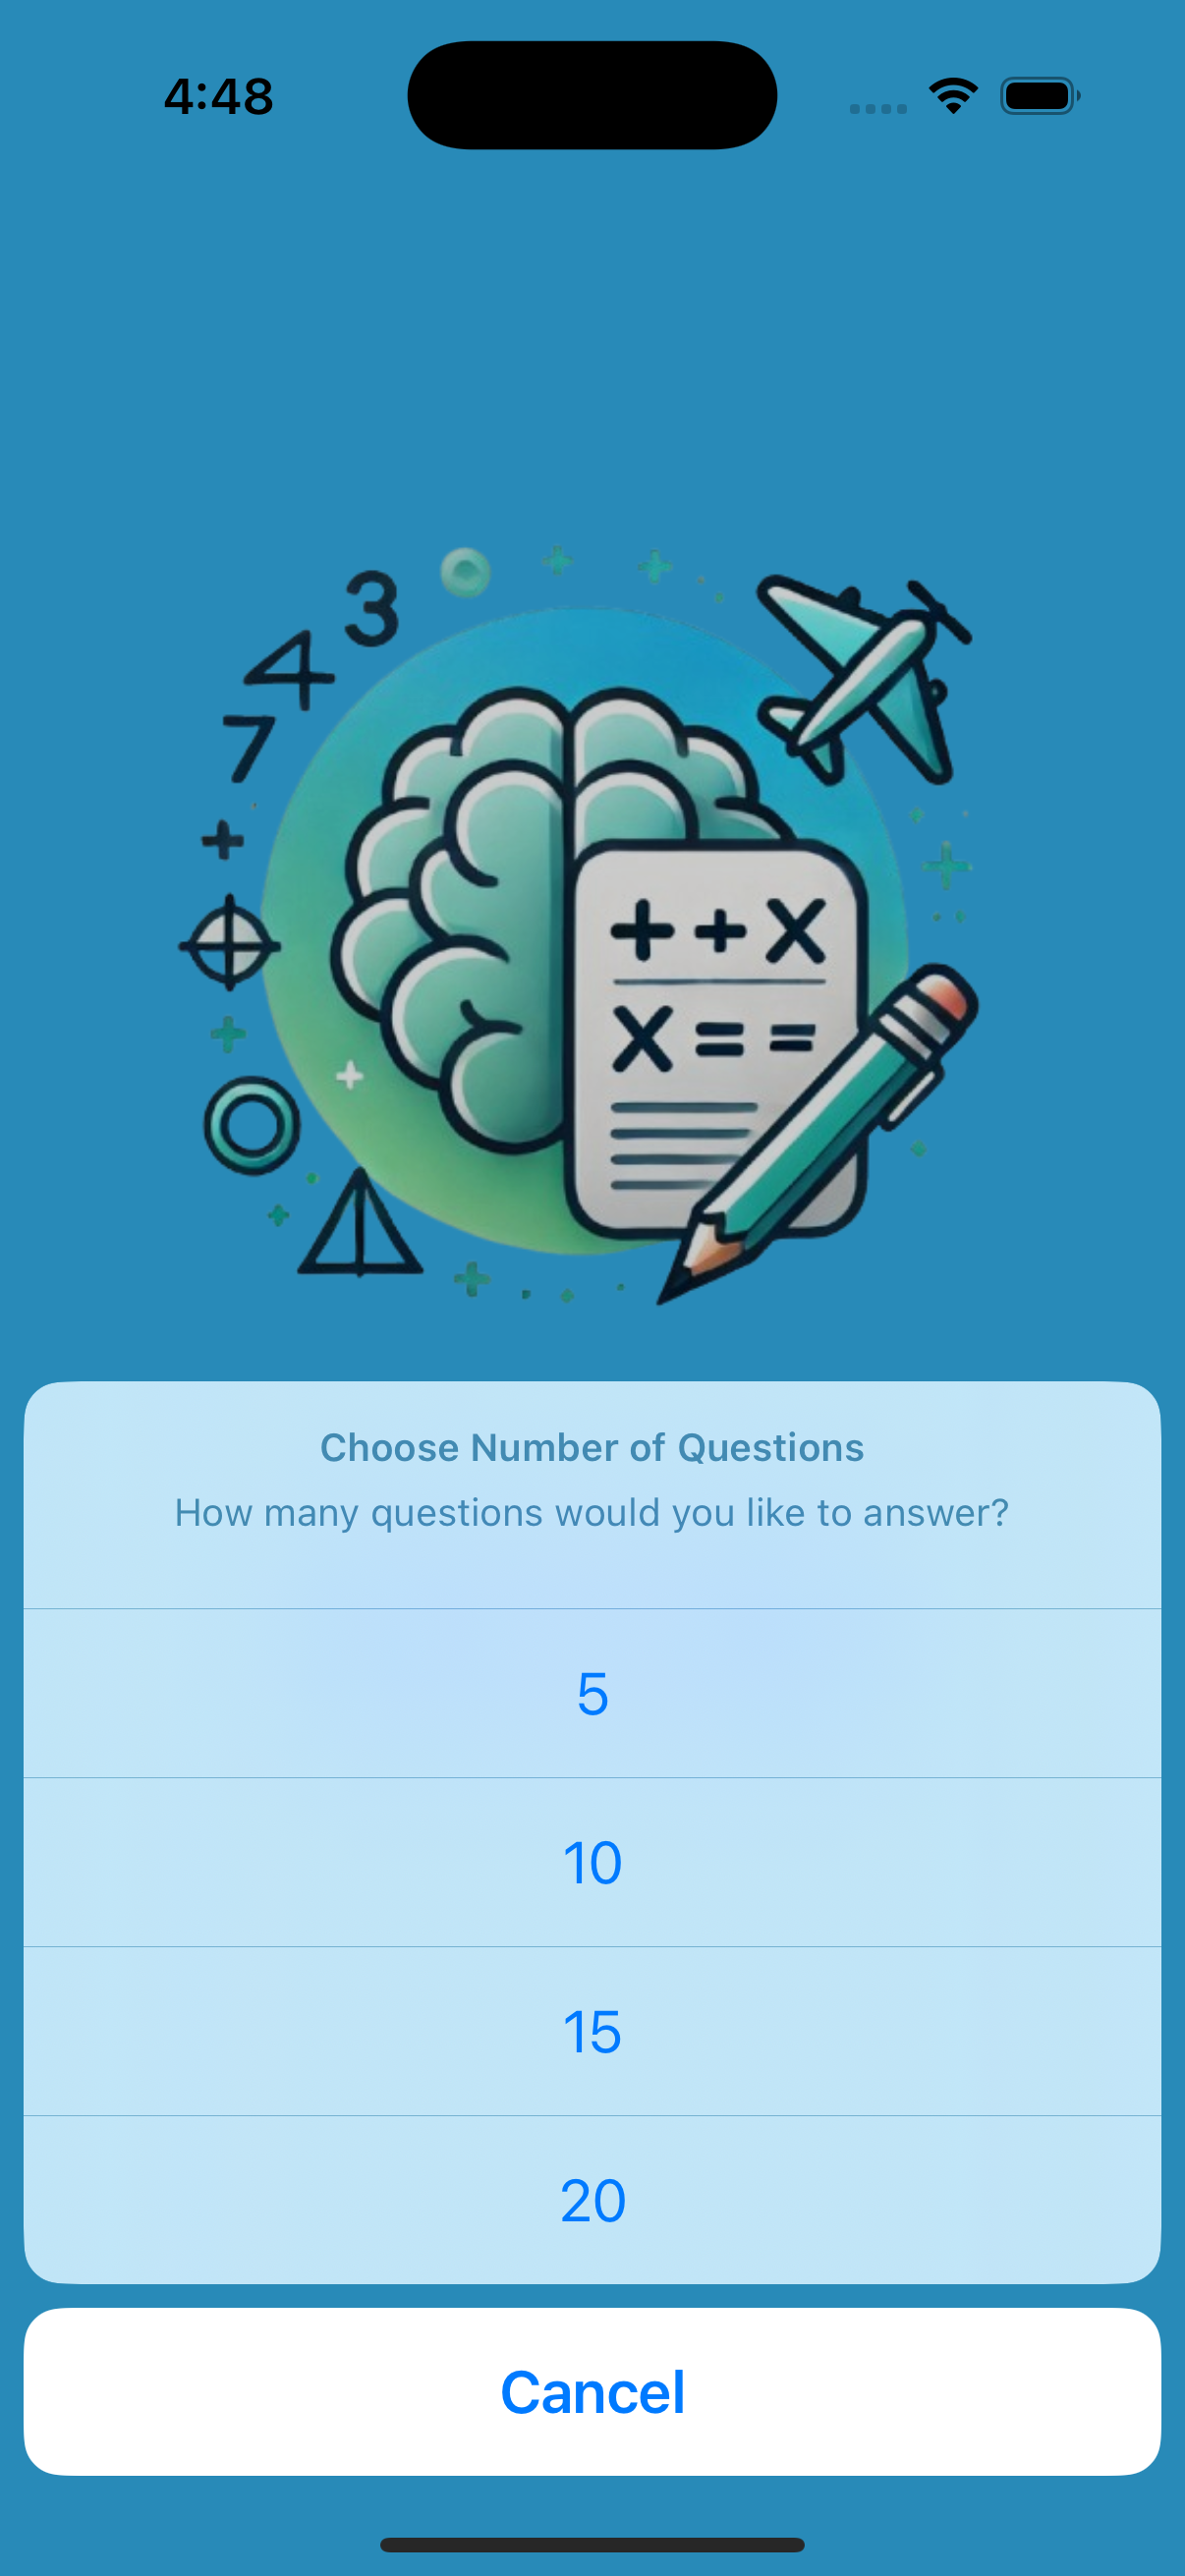 4:48
3
4
7
+ + X
X = =
Choose Number of Questions
How many questions would you like to answer?
5
10
15
20
Cancel